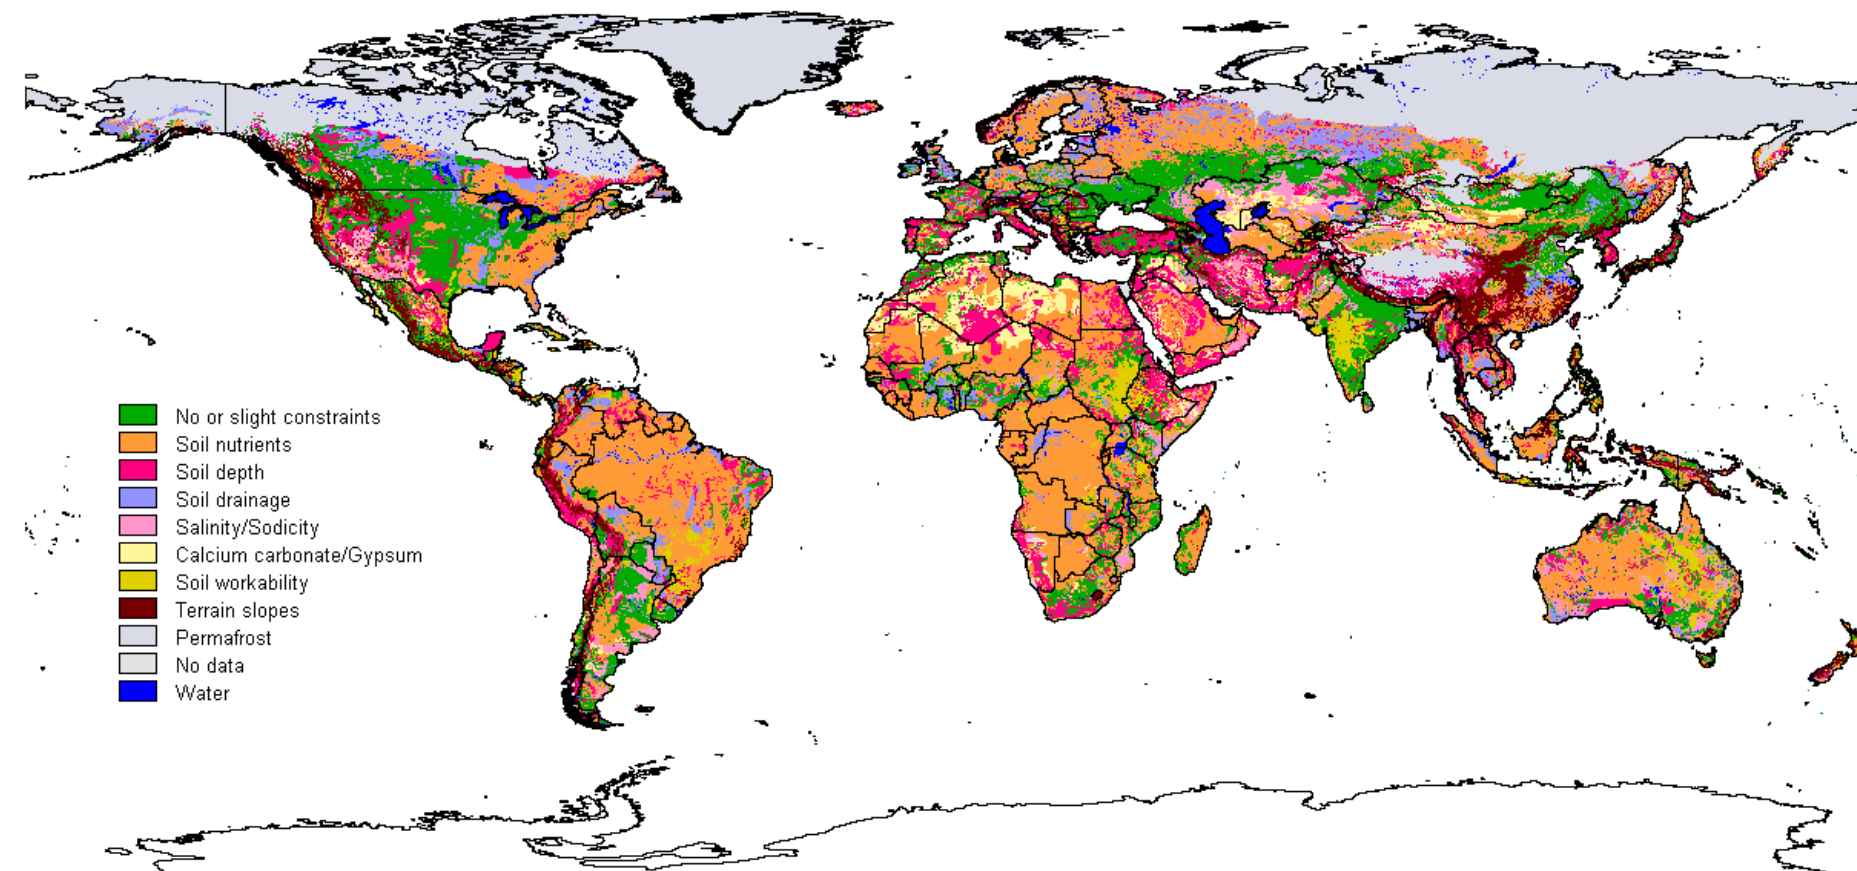 No or slight constraints
Soil nutrients
Soil depth
Soil drainage
Salinity/Sodicity
Calcium carbonate/Gypsum
Soil workability
Terrain slopes
Permafrost
No data
Water